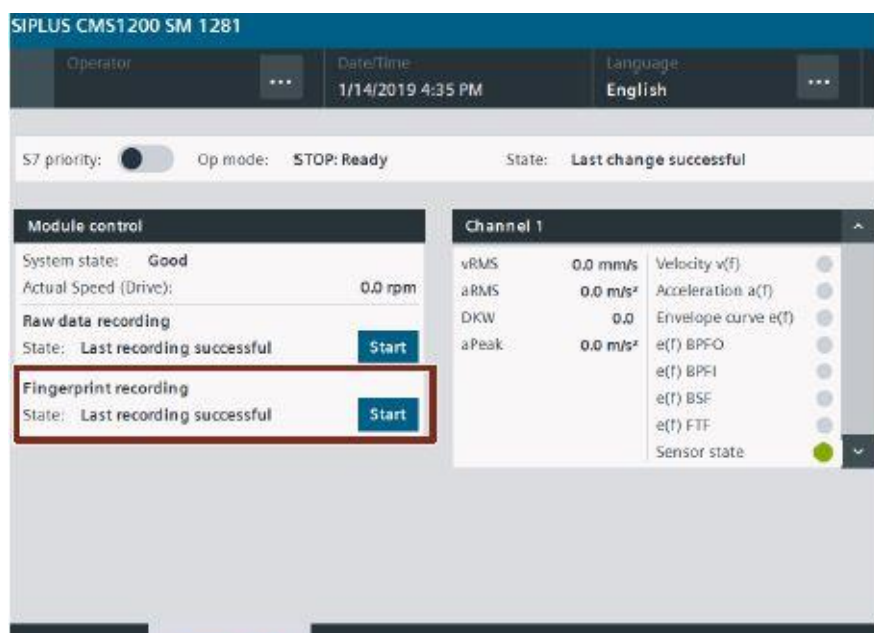 SIPLUS CMS1200 SM 1281
Operator
...
Date/Time
1/14/2019 4:35 PM
Language
English
...
S7 priority:
Op mode: STOP: Ready
State: Last change successful
Module control
System state: Good
Actual Speed (Drive): 0.0 rpm
Raw data recording
State: Last recording successful
Start
Fingerprint recording
State: Last recording successful
Start
Channel 1
vRMS 0.0 mm/s
aRMS 0.0 m/s²
DKW 0.0
aPeak 0.0 m/s²
Velocity v(f)
Acceleration a(f)
Envelope curve e(f)
e(f) BPFO
e(f) BPFI
e(f) BSF
e(f) FTF
Sensor state